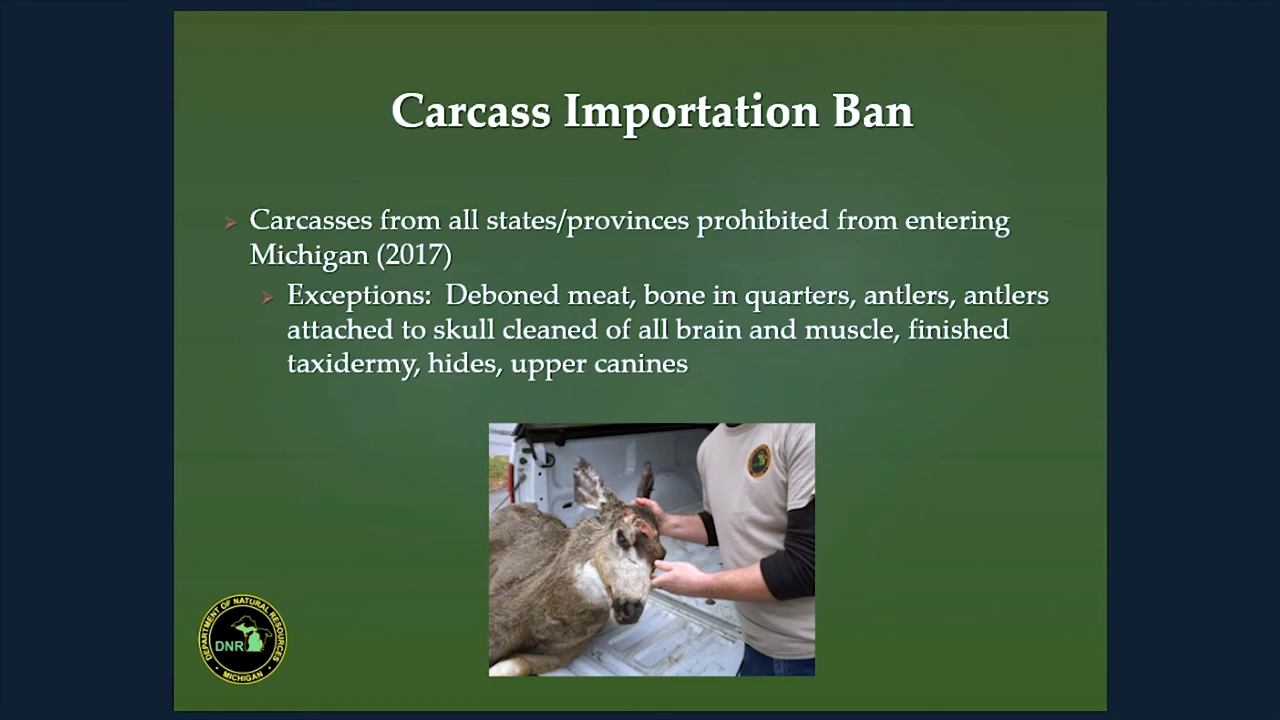 Carcass Importation Ban
Carcasses from all states/provinces prohibited from entering
Michigan (2017)
Exceptions:  Deboned meat, bone in quarters, antlers, antlers
attached to skull cleaned of all brain and muscle, finished
taxidermy, hides, upper canines
DEPARTMENT OF NATURAL RESOURCES
DNR
MICHIGAN